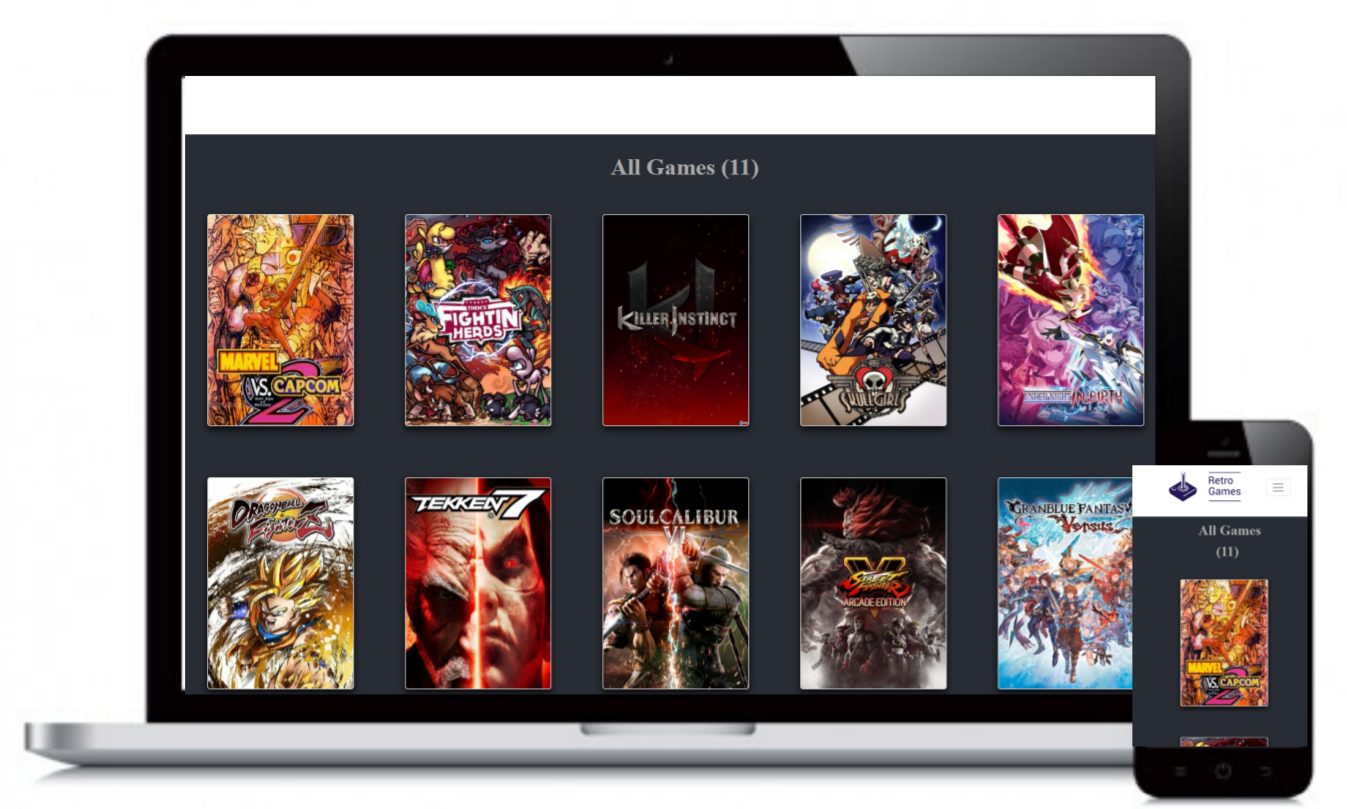 All Games (11)
MARVEL
VS. CAPCOM
2
THEM'S
FIGHTIN
HERDS
KILLER INSTINCT
SKULLGIRLS
UNDER NIGHT IN-BIRTH
DRAGONBALL
FighterZ
TEKKEN 7
SOULCALIBUR
VI
V
STREET
FIGHTER
ARCADE EDITION
GRANBLUE FANTASY
Versus
Retro
Games
All Games
(11)
MARVEL
VS. CAPCOM
2